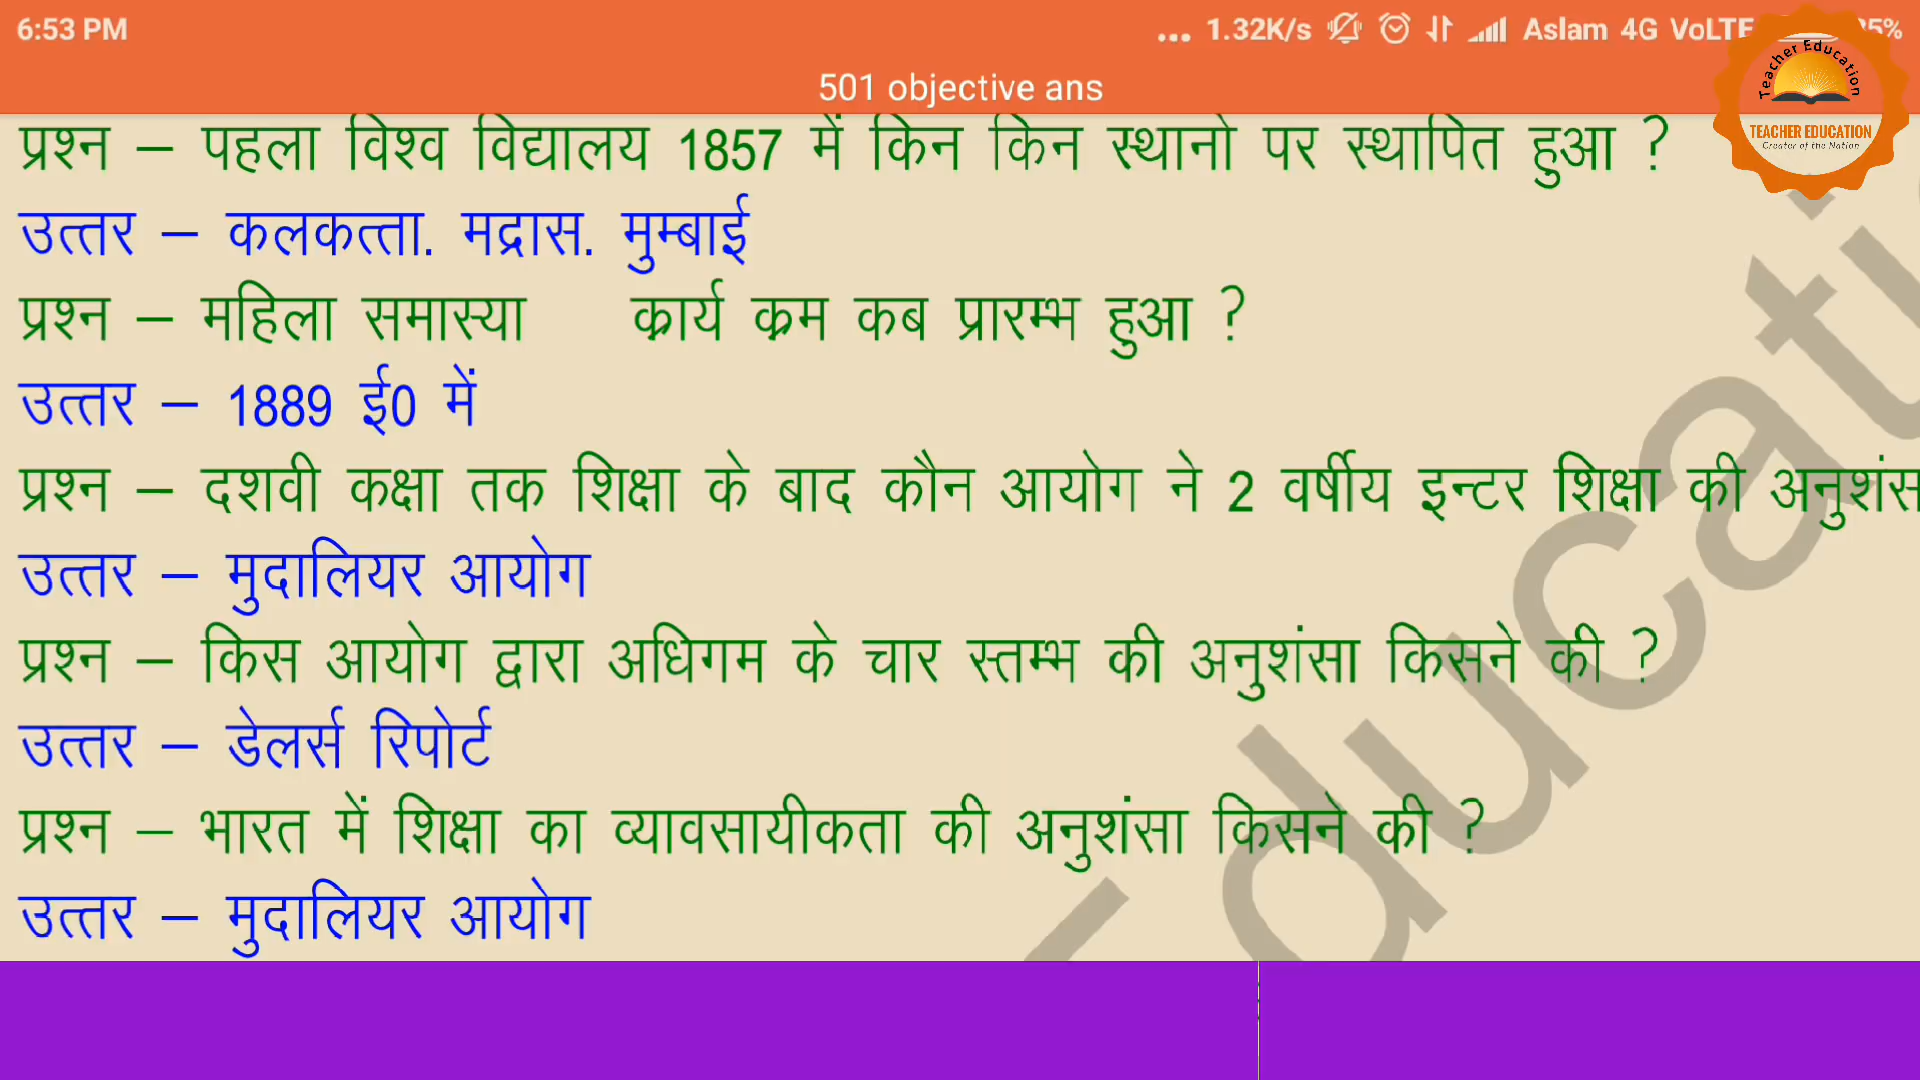 6:53 PM
... 1.32K/s Aslam 4G VoLTE 35%
501 objective ans
Teacher Education
TEACHER EDUCATION
Creator of the Nation
प्रश्न – पहला विश्व विद्यालय 1857 में किन किन स्थानो पर स्थापित हुआ ?
उत्तर – कलकत्ता. मद्रास. मुम्बाई
प्रश्न – महिला समास्या कार्य क्रम कब प्रारम्भ हुआ ?
उत्तर – 1889 ई0 में
प्रश्न – दशवी कक्षा तक शिक्षा के बाद कौन आयोग ने 2 वर्षीय इन्टर शिक्षा की अनुशंस
उत्तर – मुदालियर आयोग
प्रश्न – किस आयोग द्वारा अधिगम के चार स्तम्भ की अनुशंसा किसने की ?
उत्तर – डेलर्स रिपोर्ट
प्रश्न – भारत में शिक्षा का व्यावसायीकता की अनुशंसा किसने की ?
उत्तर – मुदालियर आयोग